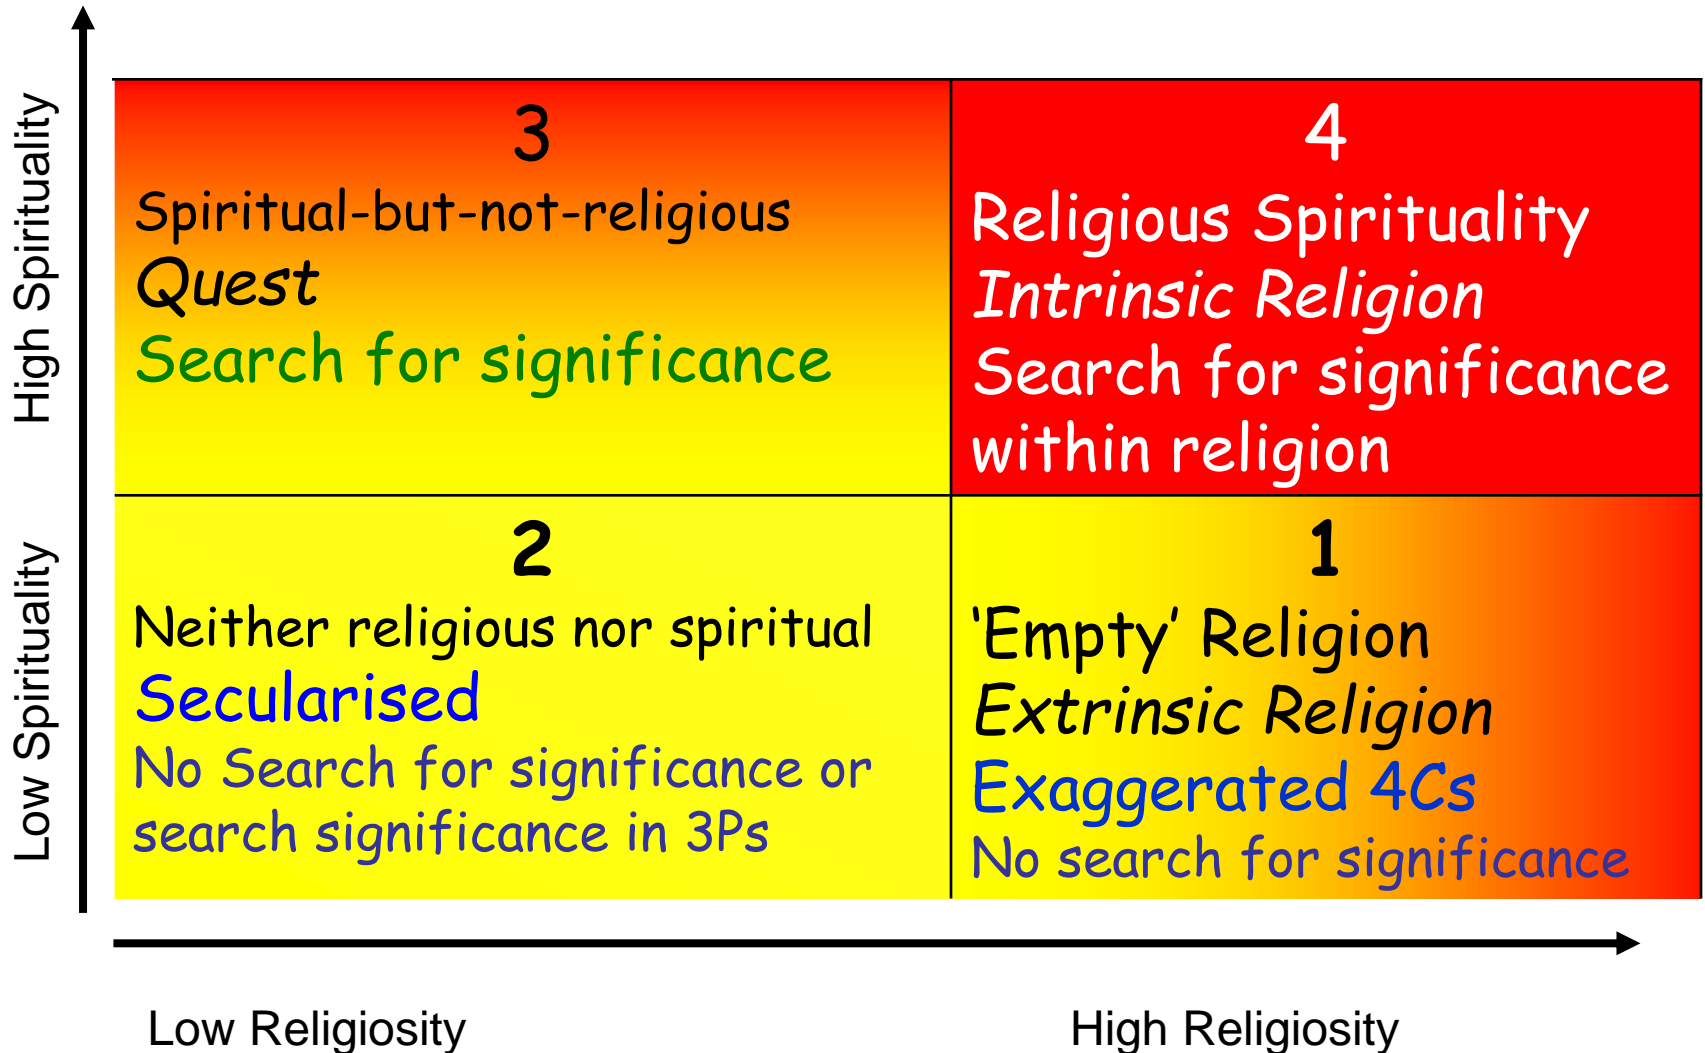 High Spirituality
3
Spiritual-but-not-religious
Quest
Search for significance
4
Religious Spirituality
Intrinsic Religion
Search for significance
within religion
Low Spirituality
2
Neither religious nor spiritual
Secularised
No Search for significance or
search significance in 3Ps
1
‘Empty’ Religion
Extrinsic Religion
Exaggerated 4Cs
No search for significance
Low Religiosity
High Religiosity